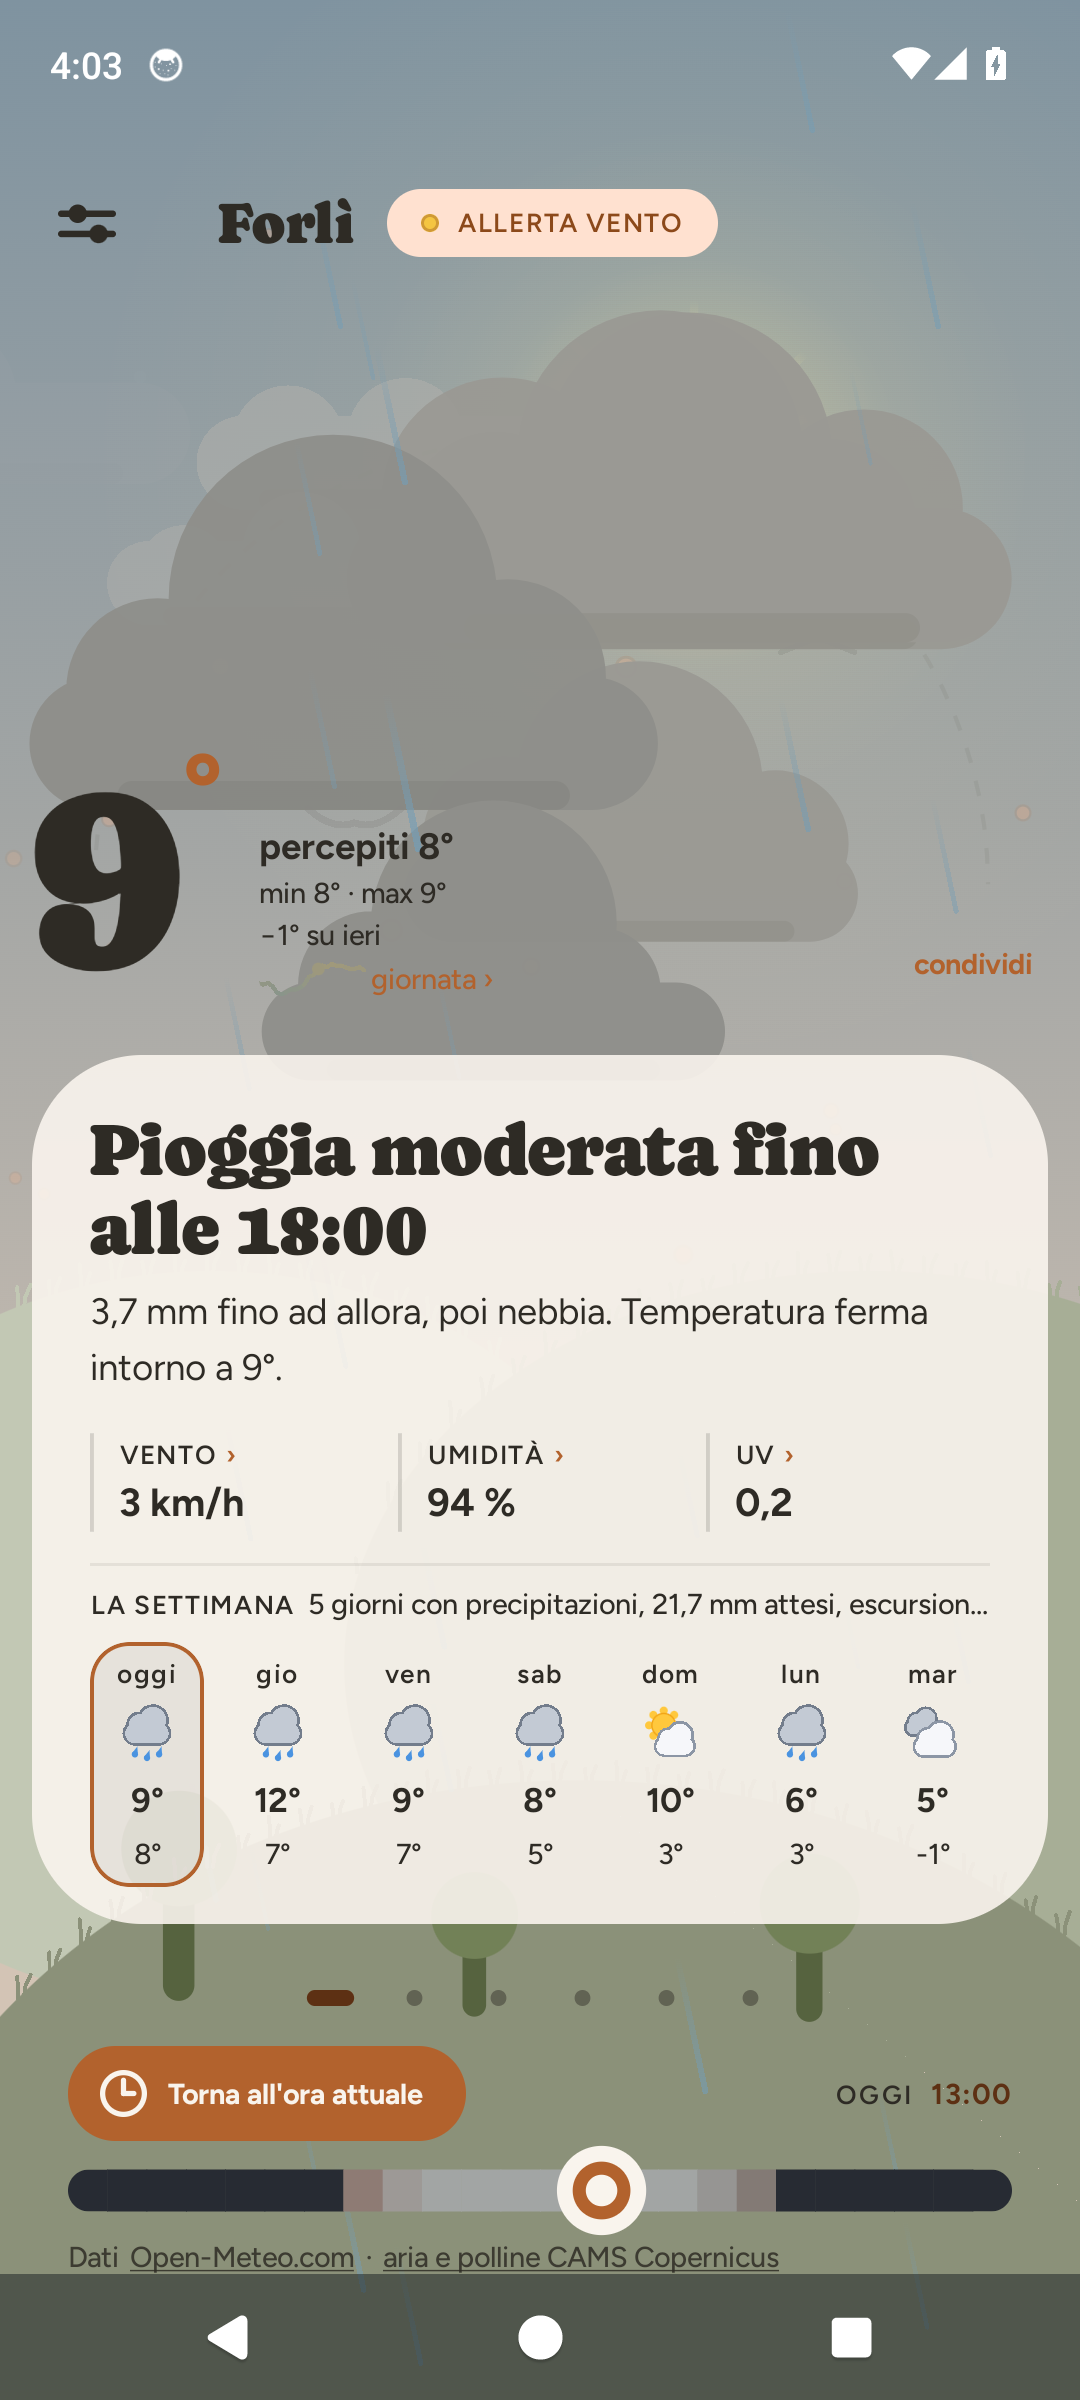 4:03
Forlì
ALLERTA VENTO
9°
percepiti 8°
min 8° · max 9°
−1° su ieri
giornata ›
condividi
Pioggia moderata fino
alle 18:00
3,7 mm fino ad allora, poi nebbia. Temperatura ferma
intorno a 9°.
VENTO › UMIDITÀ › UV ›
3 km/h 94 % 0,2
LA SETTIMANA 5 giorni con precipitazioni, 21,7 mm attesi, escursion...
oggi gio ven sab dom lun mar
9° 12° 9° 8° 10° 6° 5°
8° 7° 7° 5° 3° 3° -1°
Torna all'ora attuale
OGGI 13:00
Dati Open-Meteo.com · aria e polline CAMS Copernicus